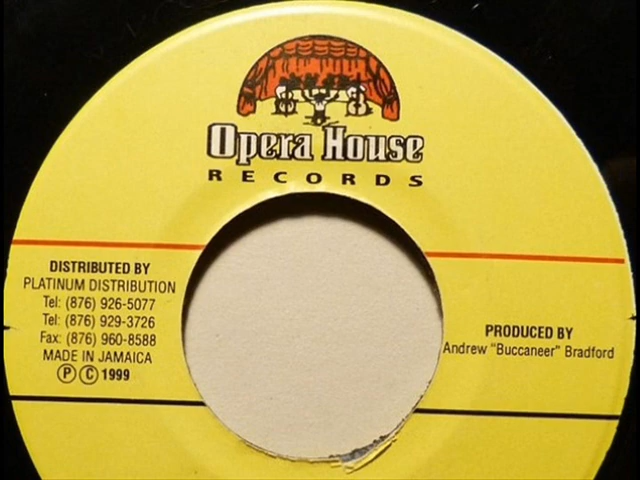 Opera House
RECORDS
DISTRIBUTED BY
PLATINUM DISTRIBUTION
Tel: (876) 926-5077
Tel: (876) 929-3726
Fax: (876) 960-8588
MADE IN JAMAICA
Ⓟ Ⓒ 1999
PRODUCED BY
Andrew "Buccaneer" Bradford